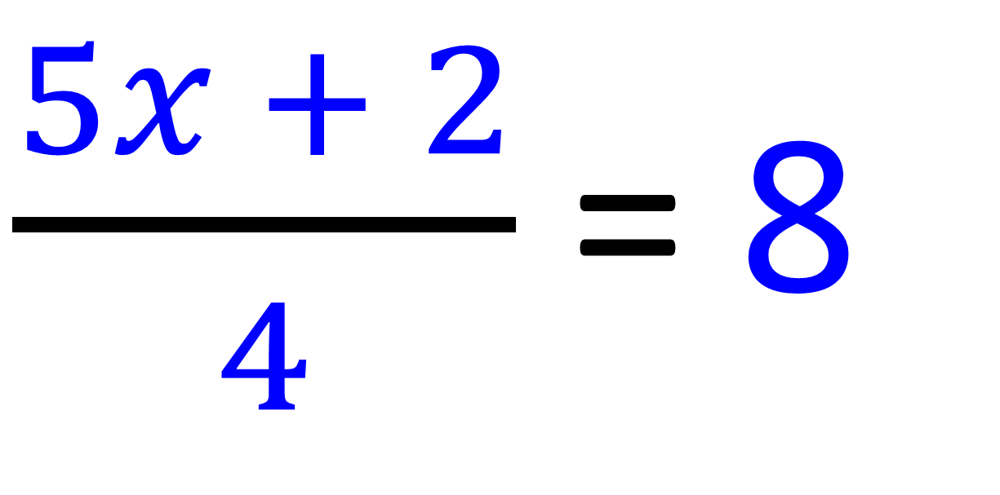 5x + 2
= 8
4